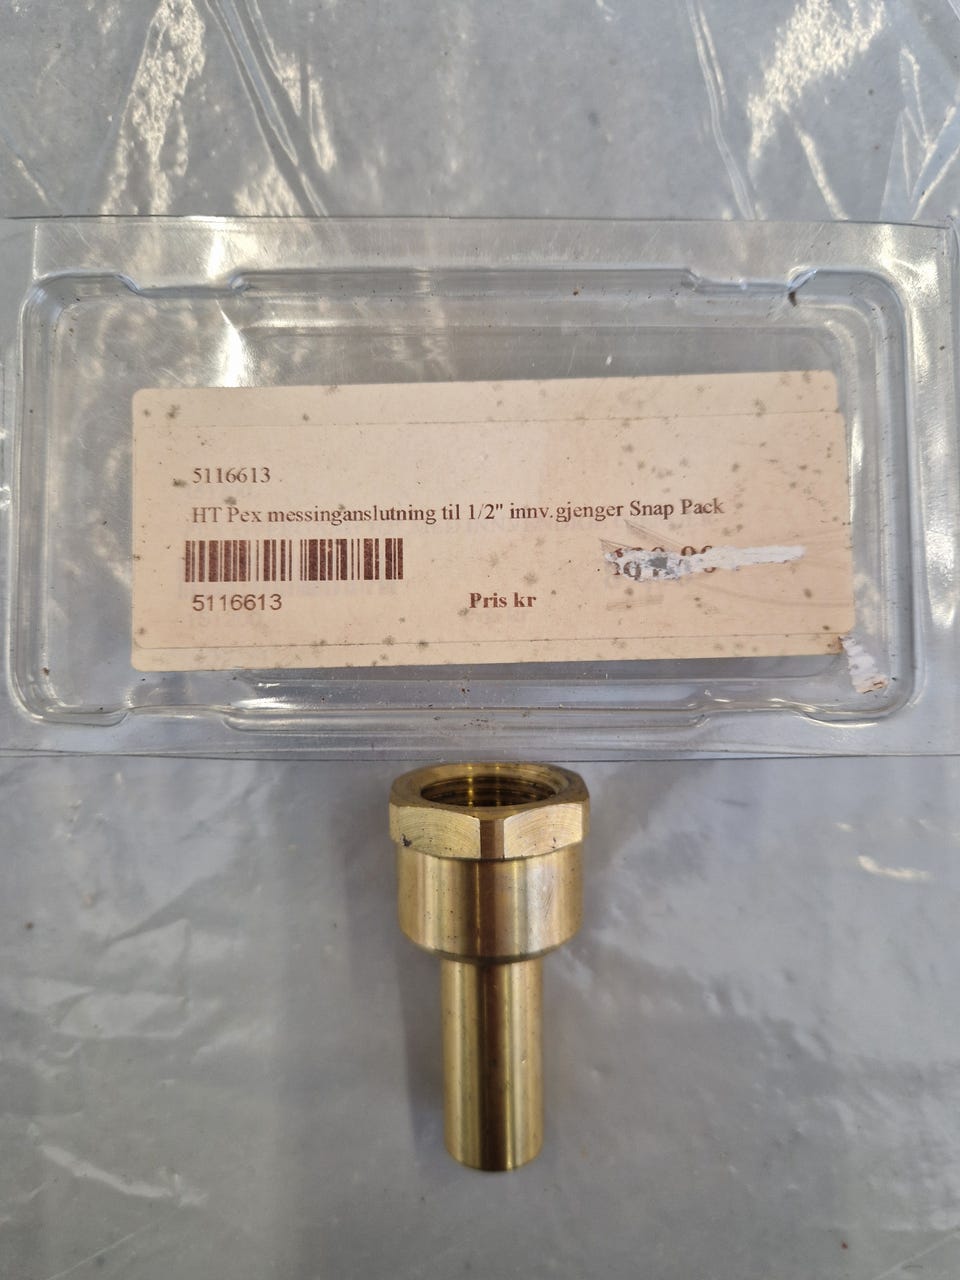 5116613
HT Pex messinganslutning til 1/2" innv.gjenger Snap Pack
5116613
Pris kr